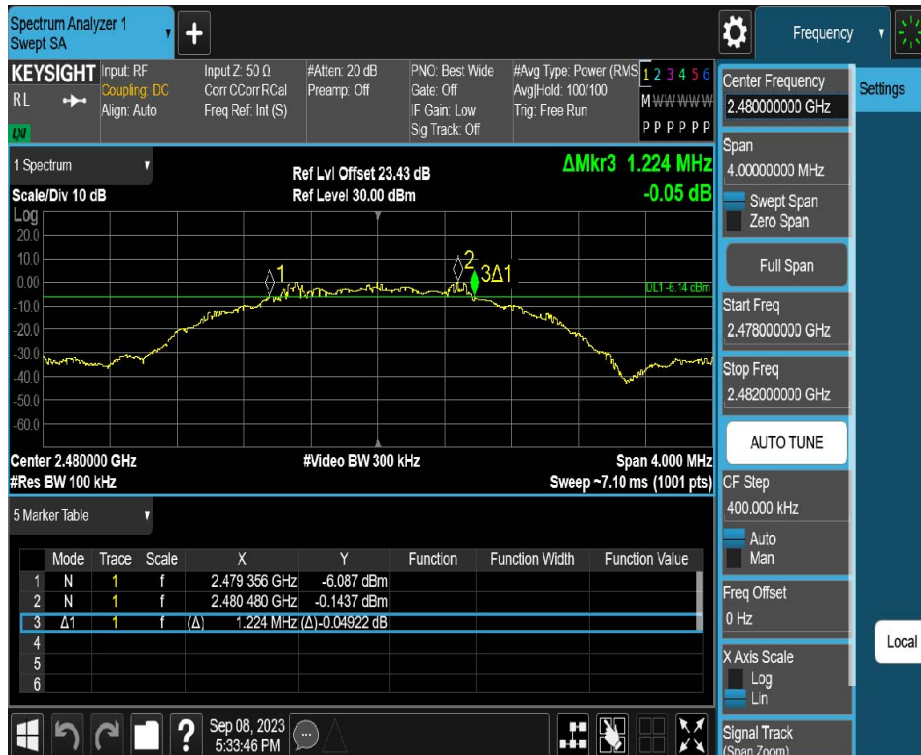 Spectrum Analyzer 1
Swept SA
+
Frequency
KEYSIGHT
RL
LXI
Input: RF
Coupling: DC
Align: Auto
Input Z: 50 Ω
Corr CCorr RCal
Freq Ref: Int (S)
#Atten: 20 dB
Preamp: Off
PNO: Best Wide
Gate: Off
IF Gain: Low
Sig Track: Off
#Avg Type: Power (RMS
Avg|Hold: 100/100
Trig: Free Run
1 2 3 4 5 6
M W W W W W
P P P P P P
1 Spectrum
Scale/Div 10 dB
Log
Ref Lvl Offset 23.43 dB
Ref Level 30.00 dBm
ΔMkr3 1.224 MHz
-0.05 dB
20.0
10.0
0.00
-10.0
-20.0
-30.0
-40.0
-50.0
-60.0
1
2
3Δ1
DL1 -6.14 dBm
Center 2.480000 GHz
#Res BW 100 kHz
#Video BW 300 kHz
Span 4.000 MHz
Sweep ~7.10 ms (1001 pts)
5 Marker Table
Mode Trace Scale X Y Function Function Width Function Value
1 N 1 f 2.479 356 GHz -6.087 dBm
2 N 1 f 2.480 480 GHz -0.1437 dBm
3 Δ1 1 f (Δ) 1.224 MHz (Δ)-0.04922 dB
4
5
6
Center Frequency
2.480000000 GHz
Settings
Span
4.00000000 MHz
Swept Span
Zero Span
Full Span
Start Freq
2.478000000 GHz
Stop Freq
2.482000000 GHz
AUTO TUNE
CF Step
400.000 kHz
Auto
Man
Freq Offset
0 Hz
Local
X Axis Scale
Log
Lin
Signal Track
(Span Zoom)
?
Sep 08, 2023
5:33:46 PM